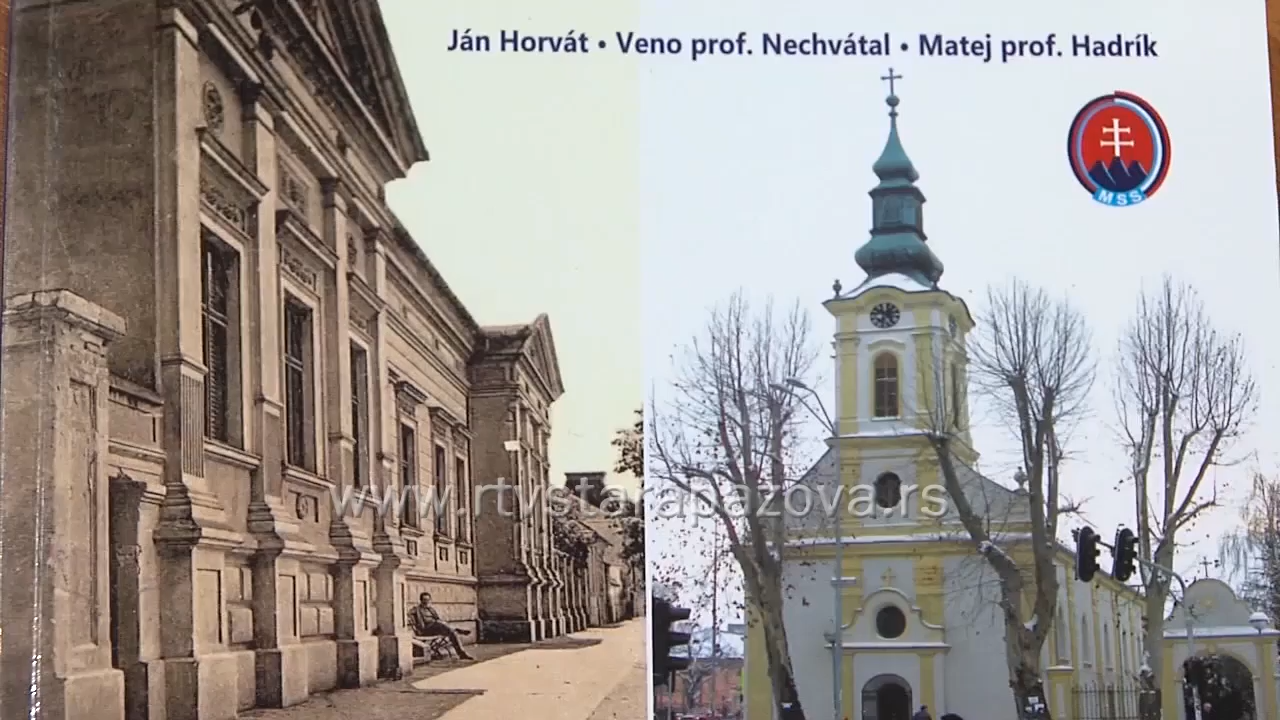 Ján Horvát • Veno prof. Nechvátal • Matej prof. Hadrík
MSS
www.rtvstarapazova.rs